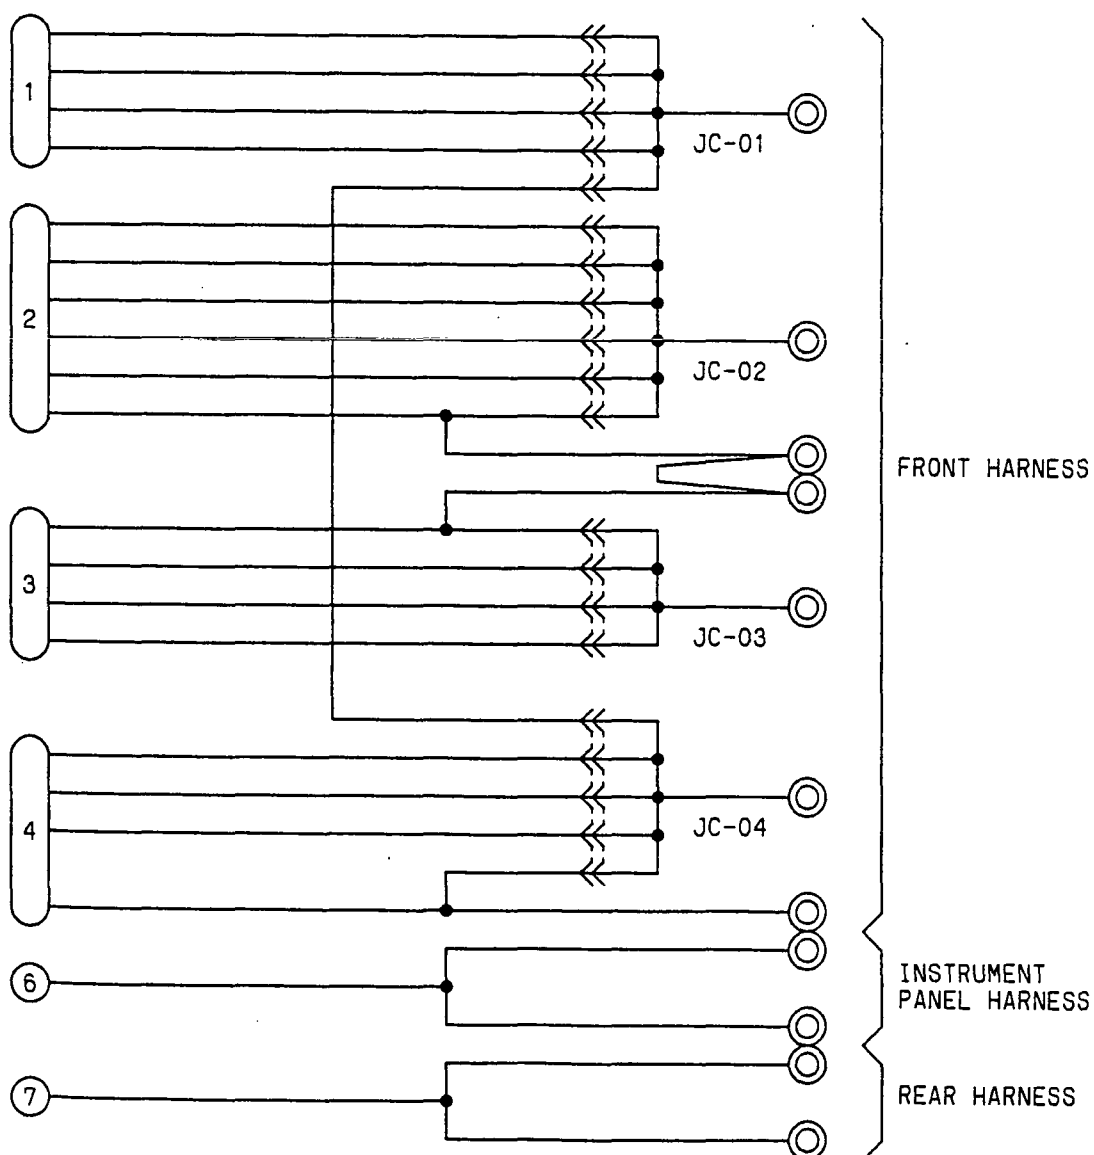 1
JC-01
2
JC-02
FRONT HARNESS
3
JC-03
4
JC-04
6
INSTRUMENT
PANEL HARNESS
7
REAR HARNESS